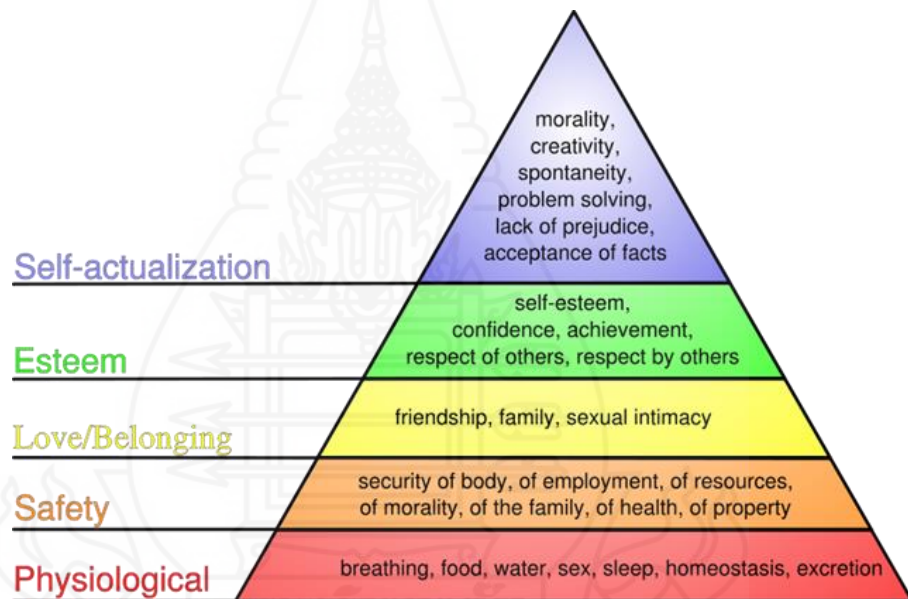 morality,
creativity,
spontaneity,
problem solving,
lack of prejudice,
acceptance of facts
Self-actualization
self-esteem,
confidence, achievement,
respect of others, respect by others
Esteem
friendship, family, sexual intimacy
Love/Belonging
security of body, of employment, of resources,
of morality, of the family, of health, of property
Safety
breathing, food, water, sex, sleep, homeostasis, excretion
Physiological